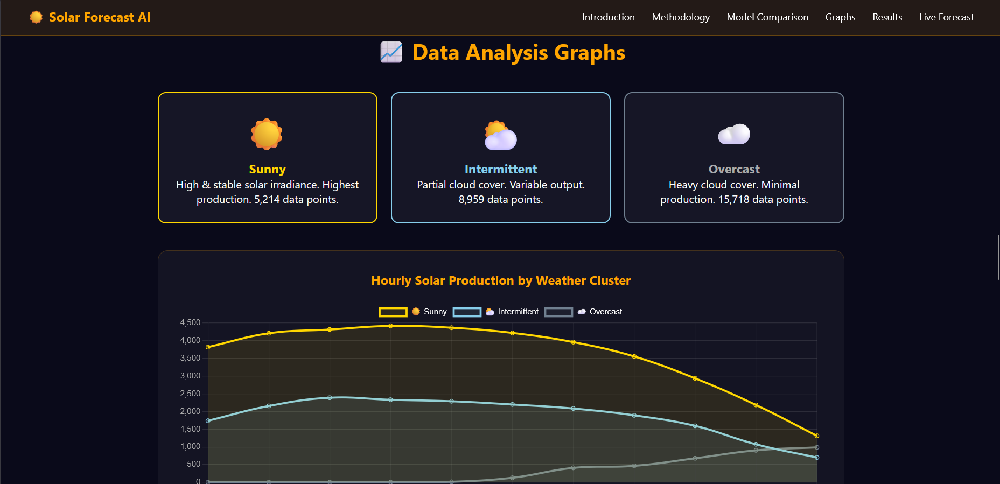 Solar Forecast AI
Introduction
Methodology
Model Comparison
Graphs
Results
Live Forecast
Data Analysis Graphs
Sunny
High & stable solar irradiance. Highest
production. 5,214 data points.
Intermittent
Partial cloud cover. Variable output.
8,959 data points.
Overcast
Heavy cloud cover. Minimal
production. 15,718 data points.
Hourly Solar Production by Weather Cluster
Sunny
Intermittent
Overcast
4,500
4,000
3,500
3,000
2,500
2,000
1,500
1,000
500
0